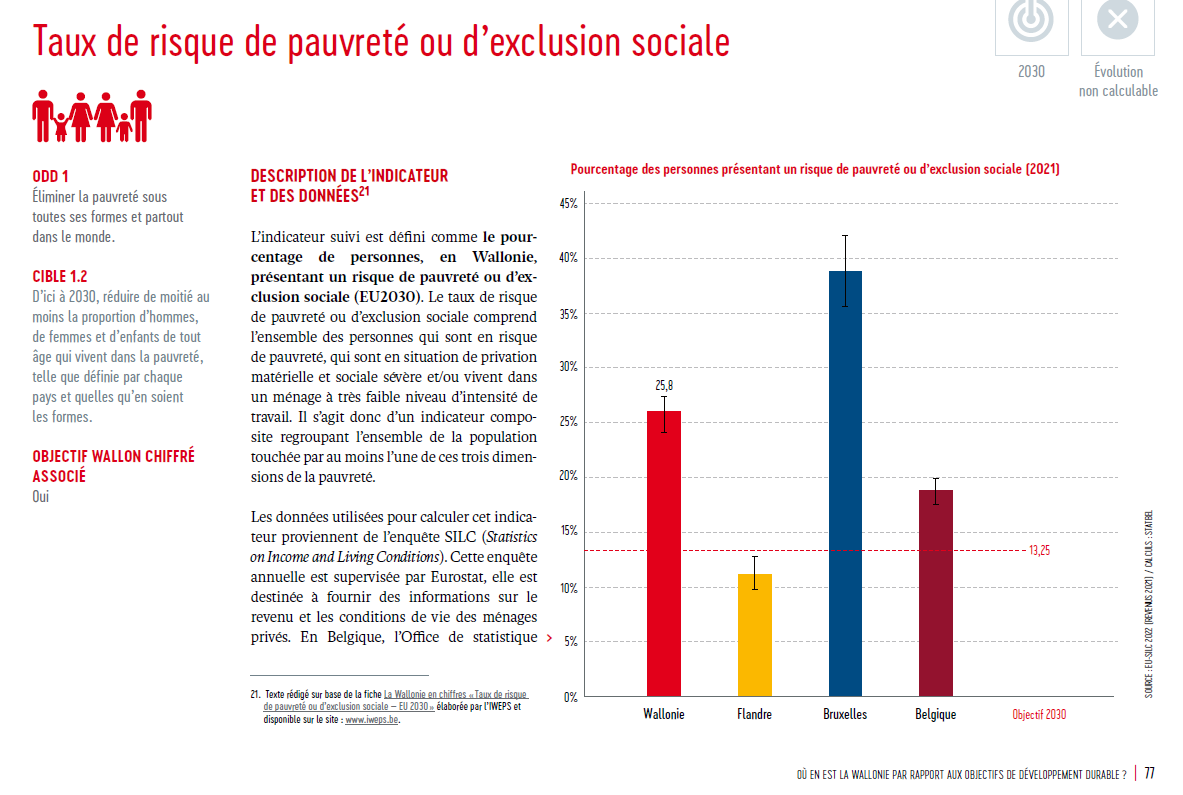 Taux de risque de pauvreté ou d’exclusion sociale
2030
Évolution
non calculable
ODD 1
Éliminer la pauvreté sous
toutes ses formes et partout
dans le monde.
CIBLE 1.2
D’ici à 2030, réduire de moitié au
moins la proportion d’hommes,
de femmes et d’enfants de tout
âge qui vivent dans la pauvreté,
telle que définie par chaque
pays et quelles qu’en soient
les formes.
OBJECTIF WALLON CHIFFRÉ
ASSOCIÉ
Oui
DESCRIPTION DE L’INDICATEUR
ET DES DONNÉES21
L’indicateur suivi est défini comme le pour-
centage de personnes, en Wallonie,
présentant un risque de pauvreté ou d’ex-
clusion sociale (EU2030). Le taux de risque
de pauvreté ou d’exclusion sociale comprend
l’ensemble des personnes qui sont en risque
de pauvreté, qui sont en situation de privation
matérielle et sociale sévère et/ou vivent dans
un ménage à très faible niveau d’intensité de
travail. Il s’agit donc d’un indicateur compo-
site regroupant l’ensemble de la population
touchée par au moins l’une de ces trois dimen-
sions de la pauvreté.
Les données utilisées pour calculer cet indica-
teur proviennent de l’enquête SILC (Statistics
on Income and Living Conditions). Cette enquête
annuelle est supervisée par Eurostat, elle est
destinée à fournir des informations sur le
revenu et les conditions de vie des ménages
privés. En Belgique, l’Office de statistique >
21. Texte rédigé sur base de la fiche La Wallonie en chiffres « Taux de risque
de pauvreté ou d’exclusion sociale – EU 2030 » élaborée par l’IWEPS et
disponible sur le site : www.iweps.be.
Pourcentage des personnes présentant un risque de pauvreté ou d’exclusion sociale (2021)
45%
40%
35%
30%
25%
20%
15%
10%
5%
0%
25,8
13,25
Wallonie
Flandre
Bruxelles
Belgique
Objectif 2030
SOURCE : EU-SILC 2022 (REVENUS 2021) / CALCULS : STATBEL
OÙ EN EST LA WALLONIE PAR RAPPORT AUX OBJECTIFS DE DÉVELOPPEMENT DURABLE ? | 77